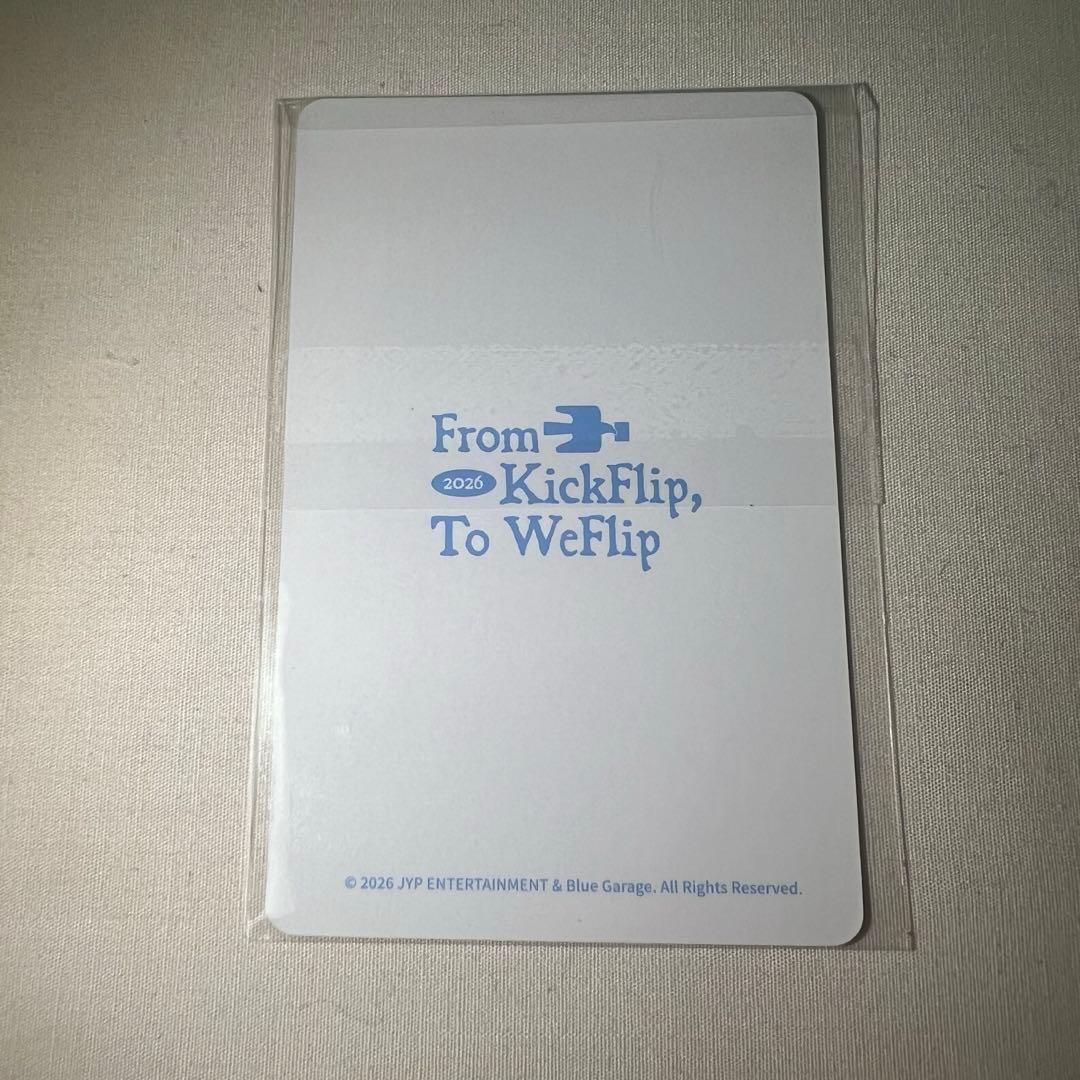 From
2026 KickFlip,
To WeFlip
© 2026 JYP ENTERTAINMENT & Blue Garage. All Rights Reserved.